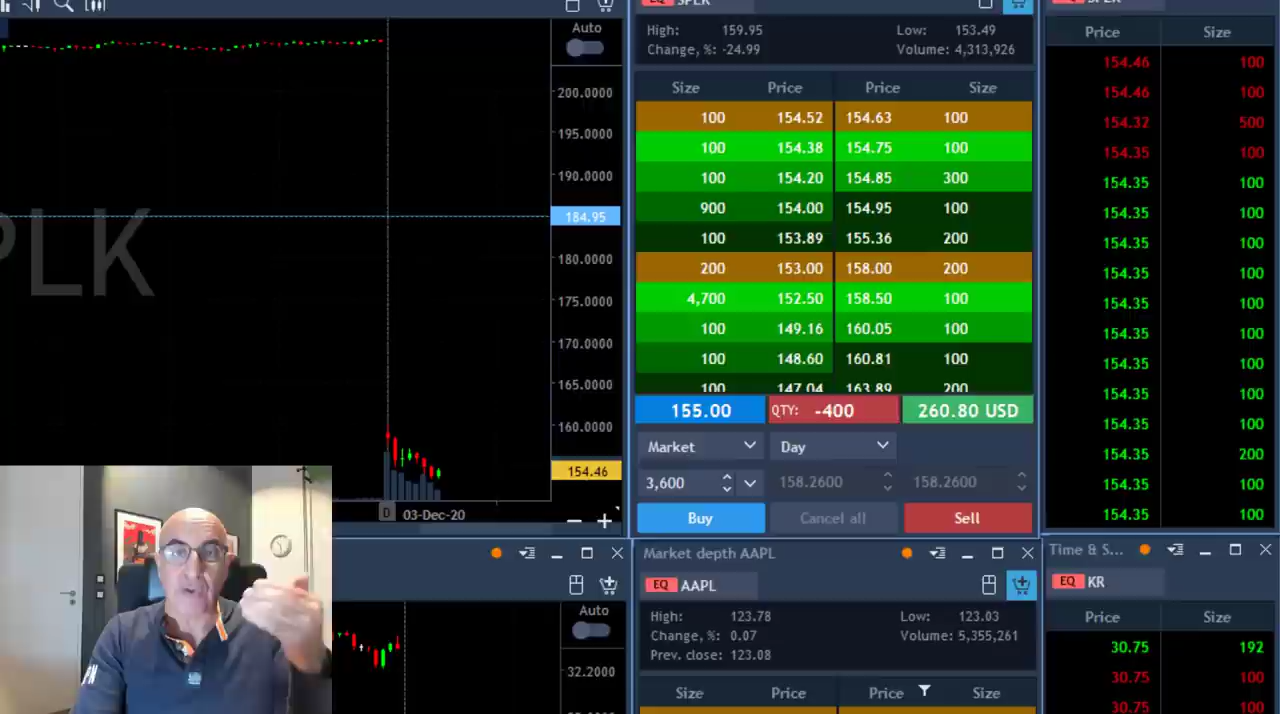 Auto
200.0000
195.0000
190.0000
184.95
180.0000
175.0000
170.0000
165.0000
160.0000
154.46
PLK
D 03-Dec-20
EQ SPLK
High: 159.95 Low: 153.49
Change, %: -24.99 Volume: 4,313,926
Size Price Price Size
100 154.52 154.63 100
100 154.38 154.75 100
100 154.20 154.85 300
900 154.00 154.95 100
100 153.89 155.36 200
200 153.00 158.00 200
4,700 152.50 158.50 100
100 149.16 160.05 100
100 148.60 160.81 100
100 147.04 163.89 200
155.00 QTY: -400 260.80 USD
Market Day
3,600 158.2600 158.2600
Buy Cancel all Sell
Price Size
154.46 100
154.46 100
154.37 500
154.35 100
154.35 100
154.35 100
154.35 100
154.35 100
154.35 100
154.35 100
154.35 100
154.35 100
154.35 100
154.35 200
154.35 100
154.35 100
Auto
32.2000
Market depth AAPL
EQ AAPL
High: 123.78 Low: 123.03
Change, %: 0.07 Volume: 5,355,261
Prev. close: 123.08
Size Price Price Size
Time & S...
EQ KR
Price Size
30.75 192
30.75 100
30.75 100